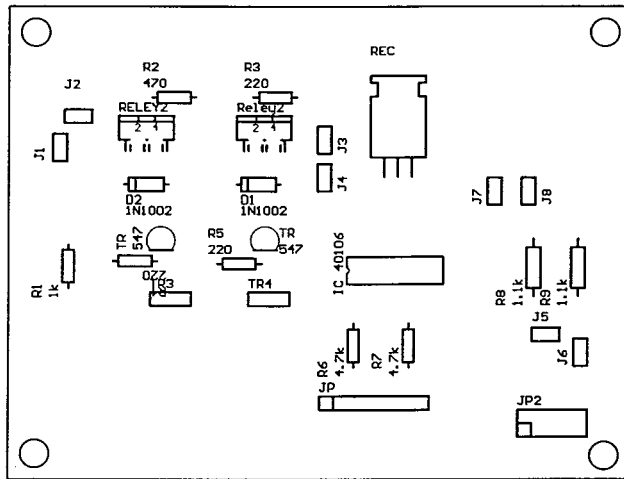 R2
470
R3
220
REC
J2
RELEY2
2 4
Reley2
2 4
J1
J3
J4
D2
1N1002
D1
1N1002
J7
J8
TR
547
R5
220
TR
547
IC 40106
R1
1k
220
TR3
TR4
R8
1.1k
R9
1.1k
J5
J6
R6
4.7k
R7
4.7k
JP
JP2